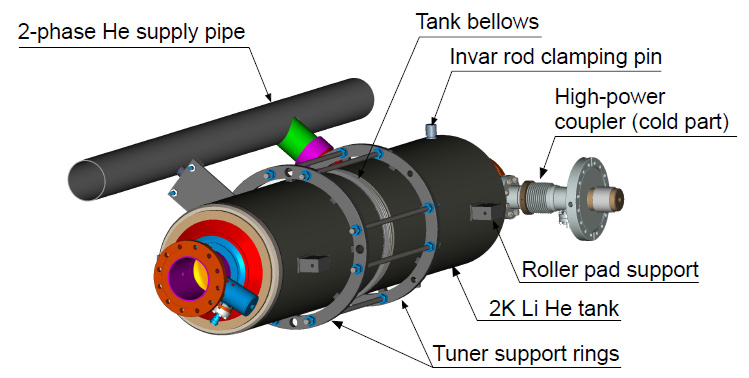 Tank bellows
2-phase He supply pipe
Invar rod clamping pin
High-power
coupler (cold part)
Roller pad support
2K Li He tank
Tuner support rings